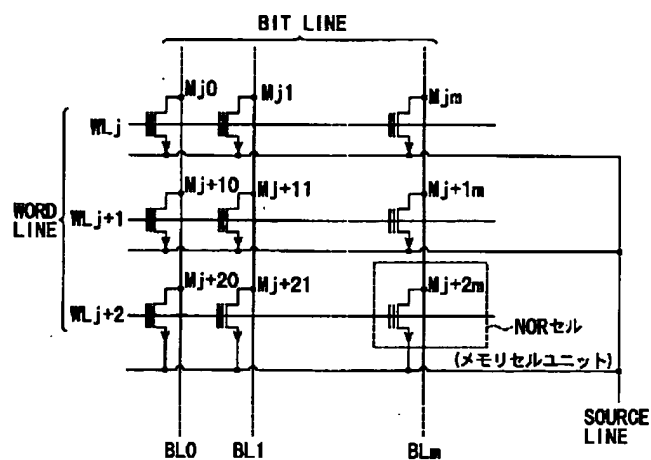 BIT LINE
Mj0 Mj1 Mjm
WLj
Mj+10 Mj+11 Mj+1m
WORD LINE
WLj+1
Mj+20 Mj+21 Mj+2m
WLj+2
NORセル
(メモリセルユニット)
SOURCE
LINE
BL0 BL1 BLm